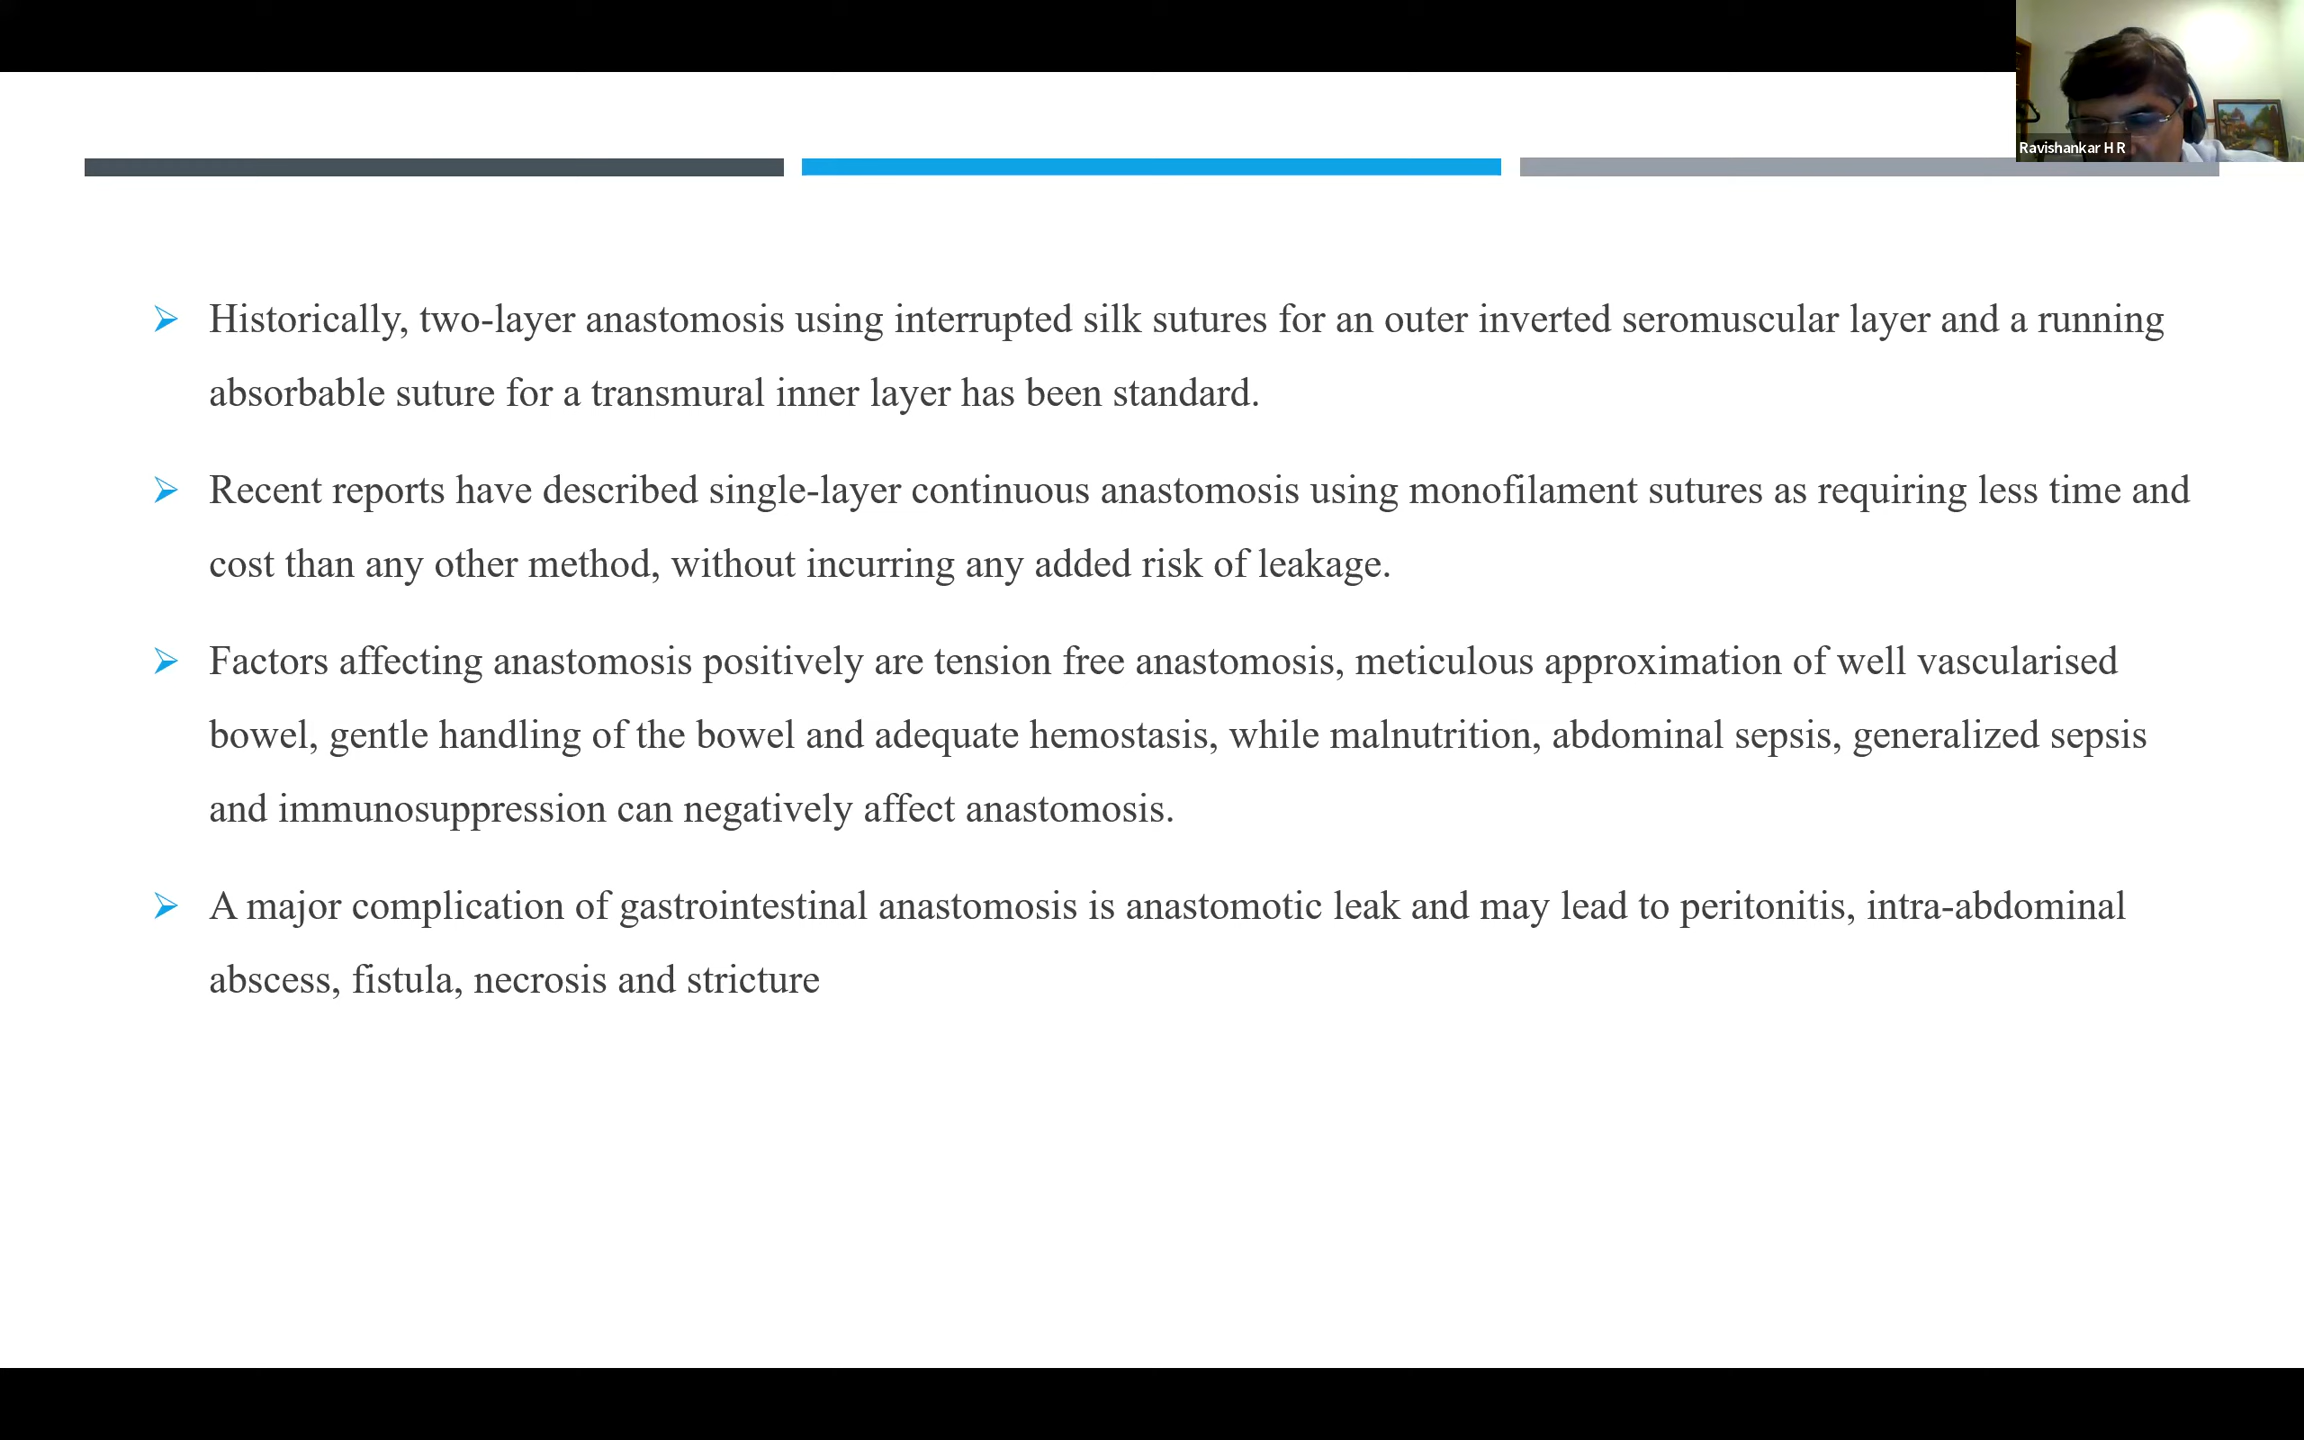 Ravishankar H R
Historically, two-layer anastomosis using interrupted silk sutures for an outer inverted seromuscular layer and a running
absorbable suture for a transmural inner layer has been standard.
Recent reports have described single-layer continuous anastomosis using monofilament sutures as requiring less time and
cost than any other method, without incurring any added risk of leakage.
Factors affecting anastomosis positively are tension free anastomosis, meticulous approximation of well vascularised
bowel, gentle handling of the bowel and adequate hemostasis, while malnutrition, abdominal sepsis, generalized sepsis
and immunosuppression can negatively affect anastomosis.
A major complication of gastrointestinal anastomosis is anastomotic leak and may lead to peritonitis, intra-abdominal
abscess, fistula, necrosis and stricture